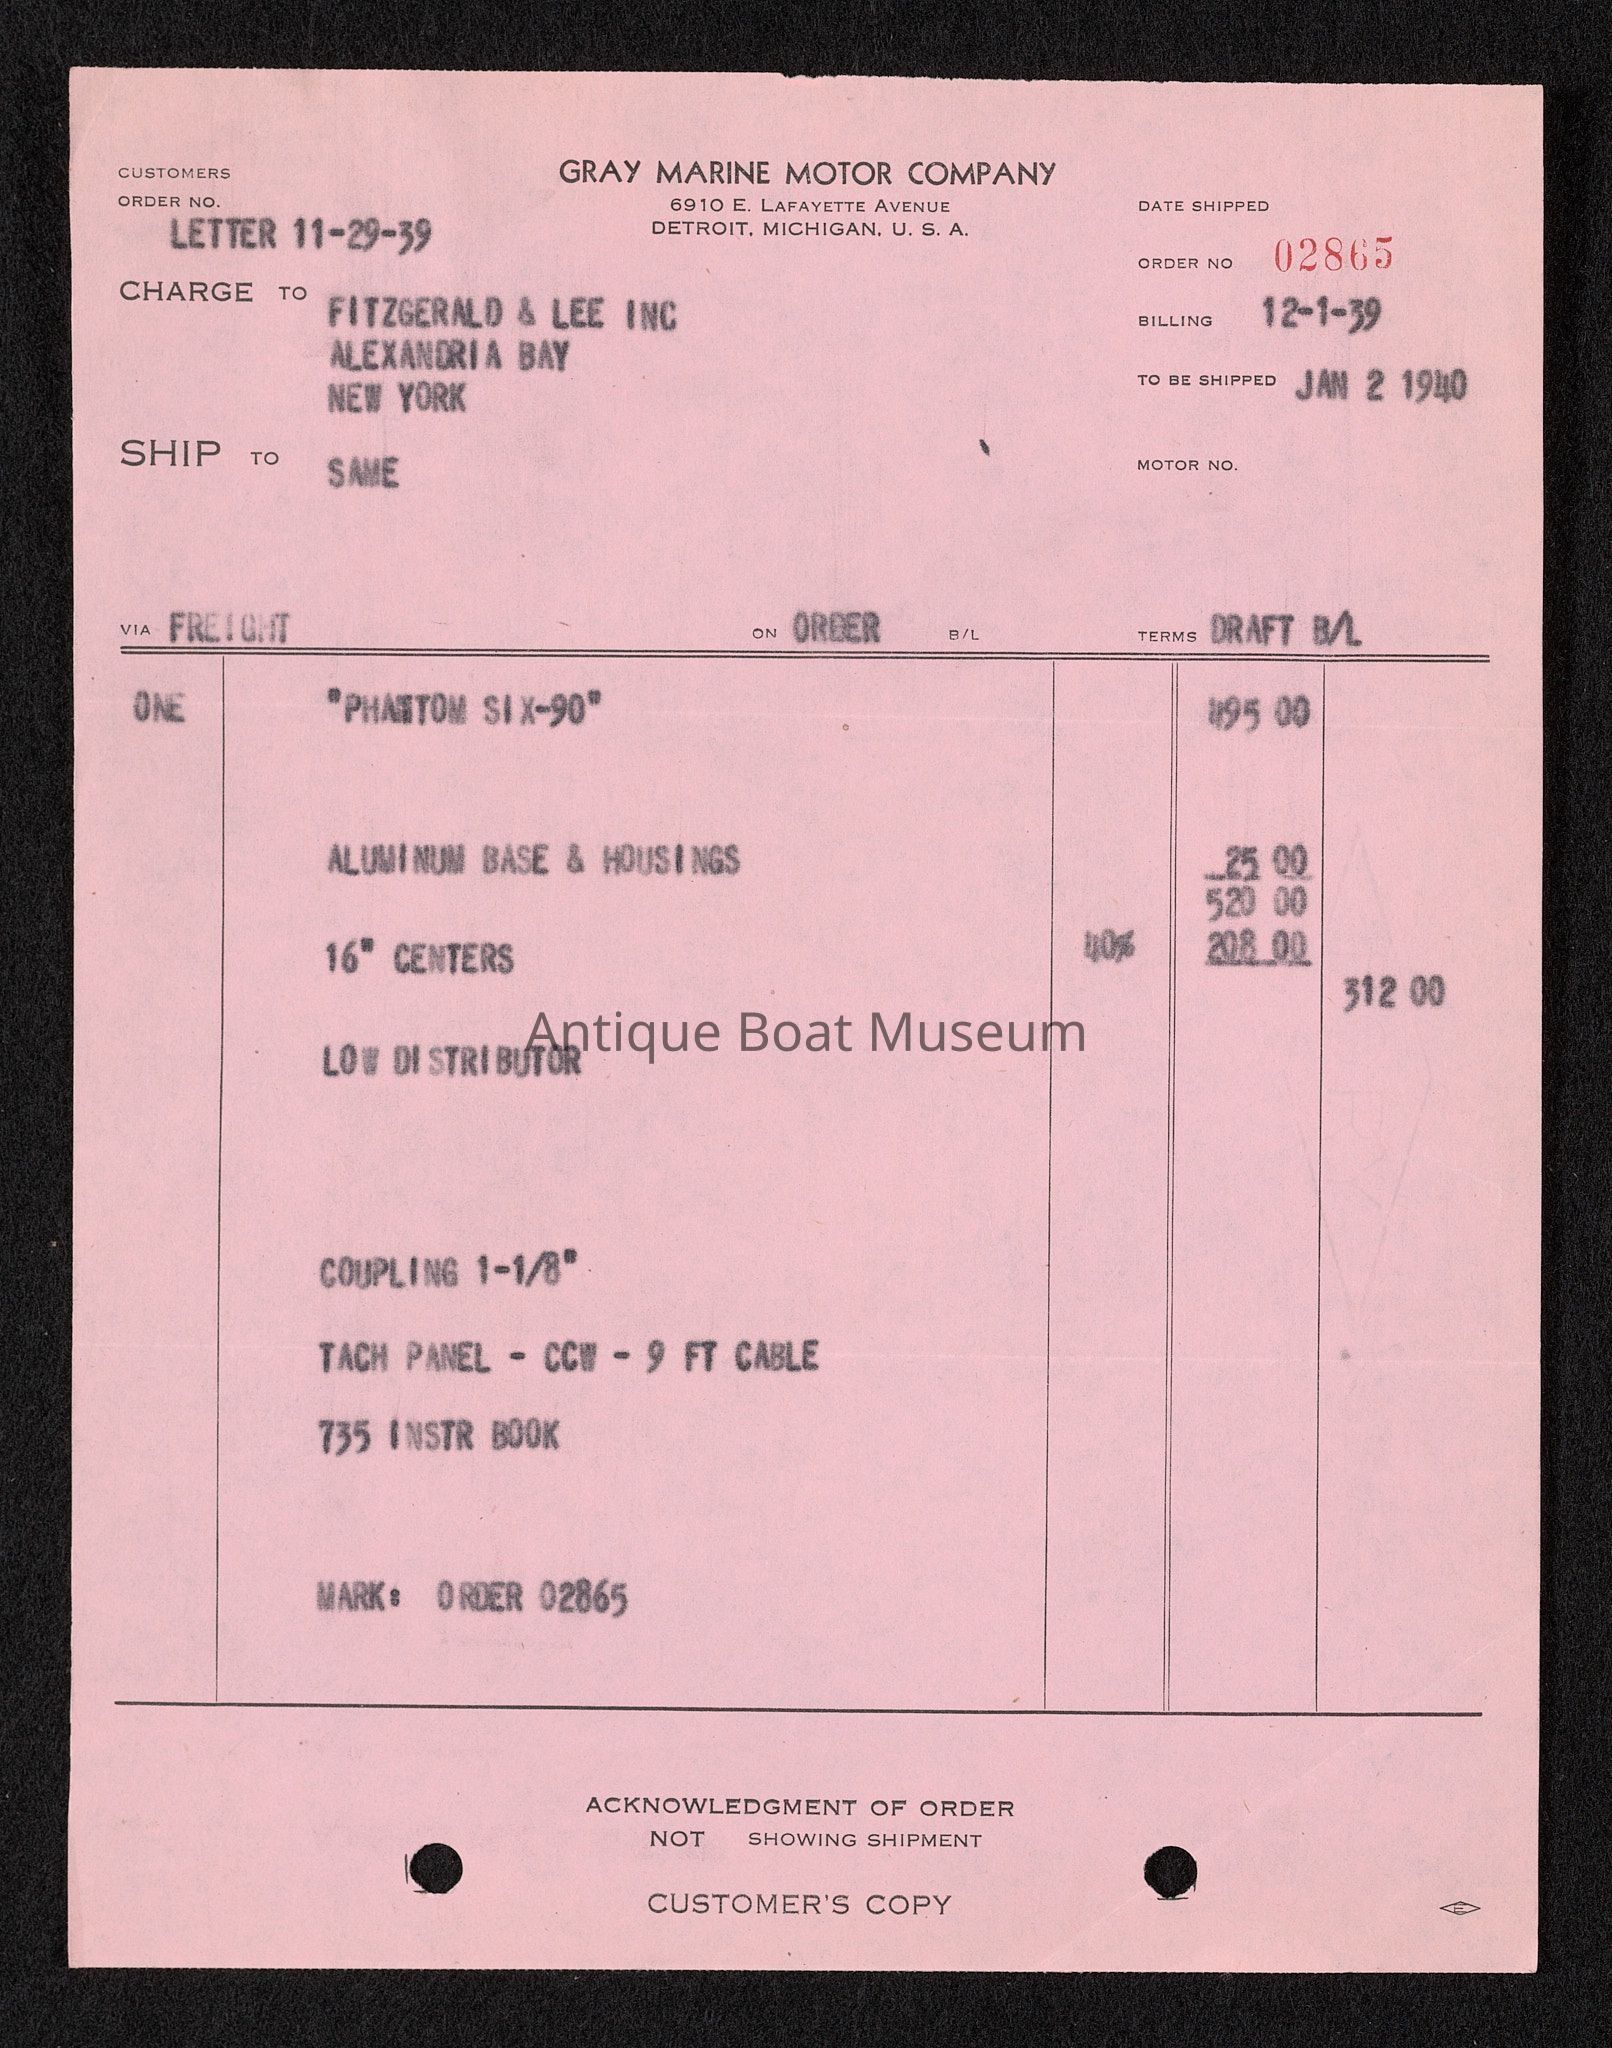 GRAY MARINE MOTOR COMPANY
6910 E. LAFAYETTE AVENUE
DETROIT, MICHIGAN, U. S. A.
CUSTOMERS
ORDER NO.
LETTER 11-29-39
CHARGE TO FITZGERALD & LEE INC
ALEXANDRIA BAY
NEW YORK
SHIP TO SAME
DATE SHIPPED
ORDER NO 02865
BILLING 12-1-39
TO BE SHIPPED JAN 2 1940
MOTOR NO.
VIA FREIGHT ON ORDER B/L TERMS DRAFT B/L
ONE "PHANTOM SIX-90" 495 00
ALUMINUM BASE & HOUSINGS 25 00
520 00
16" CENTERS 40% 208 00
312 00
Antique Boat Museum
LOW DISTRIBUTOR
COUPLING 1-1/8"
TACH PANEL - CCW - 9 FT CABLE
735 INSTR BOOK
MARK: ORDER 02865
ACKNOWLEDGMENT OF ORDER
NOT SHOWING SHIPMENT
CUSTOMER'S COPY
E